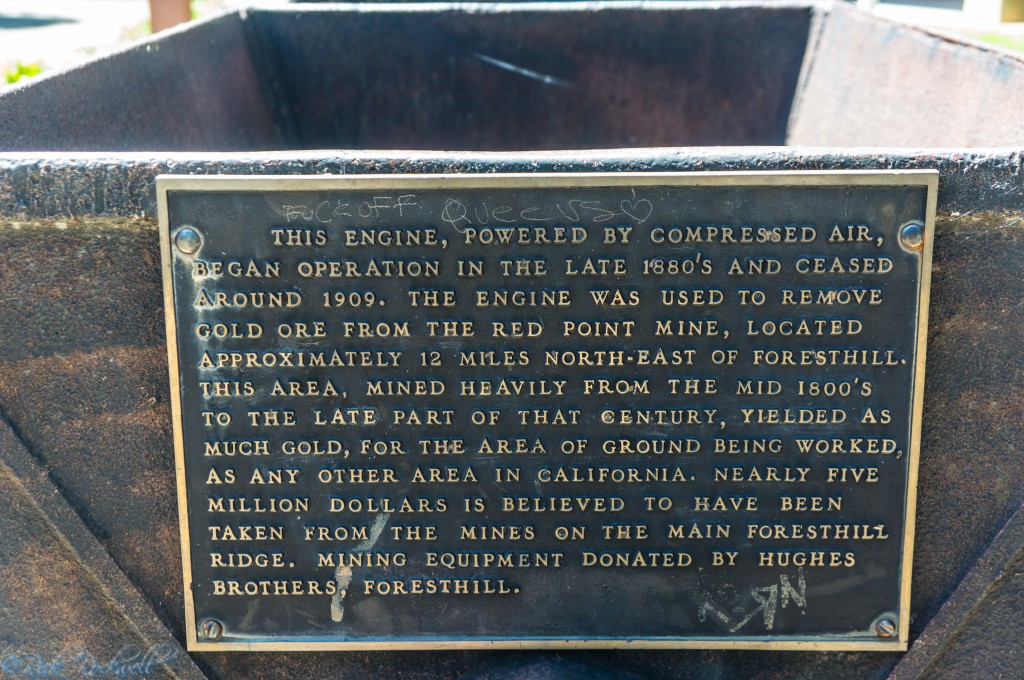 FUCK OFF QUEEVS
THIS ENGINE, POWERED BY COMPRESSED AIR,
BEGAN OPERATION IN THE LATE 1880'S AND CEASED
AROUND 1909. THE ENGINE WAS USED TO REMOVE
GOLD ORE FROM THE RED POINT MINE, LOCATED
APPROXIMATELY 12 MILES NORTH-EAST OF FORESTHILL.
THIS AREA, MINED HEAVILY FROM THE MID 1800'S
TO THE LATE PART OF THAT CENTURY, YIELDED AS
MUCH GOLD, FOR THE AREA OF GROUND BEING WORKED,
AS ANY OTHER AREA IN CALIFORNIA. NEARLY FIVE
MILLION DOLLARS IS BELIEVED TO HAVE BEEN
TAKEN FROM THE MINES ON THE MAIN FORESTHILL
RIDGE. MINING EQUIPMENT DONATED BY HUGHES
BROTHERS, FORESTHILL.